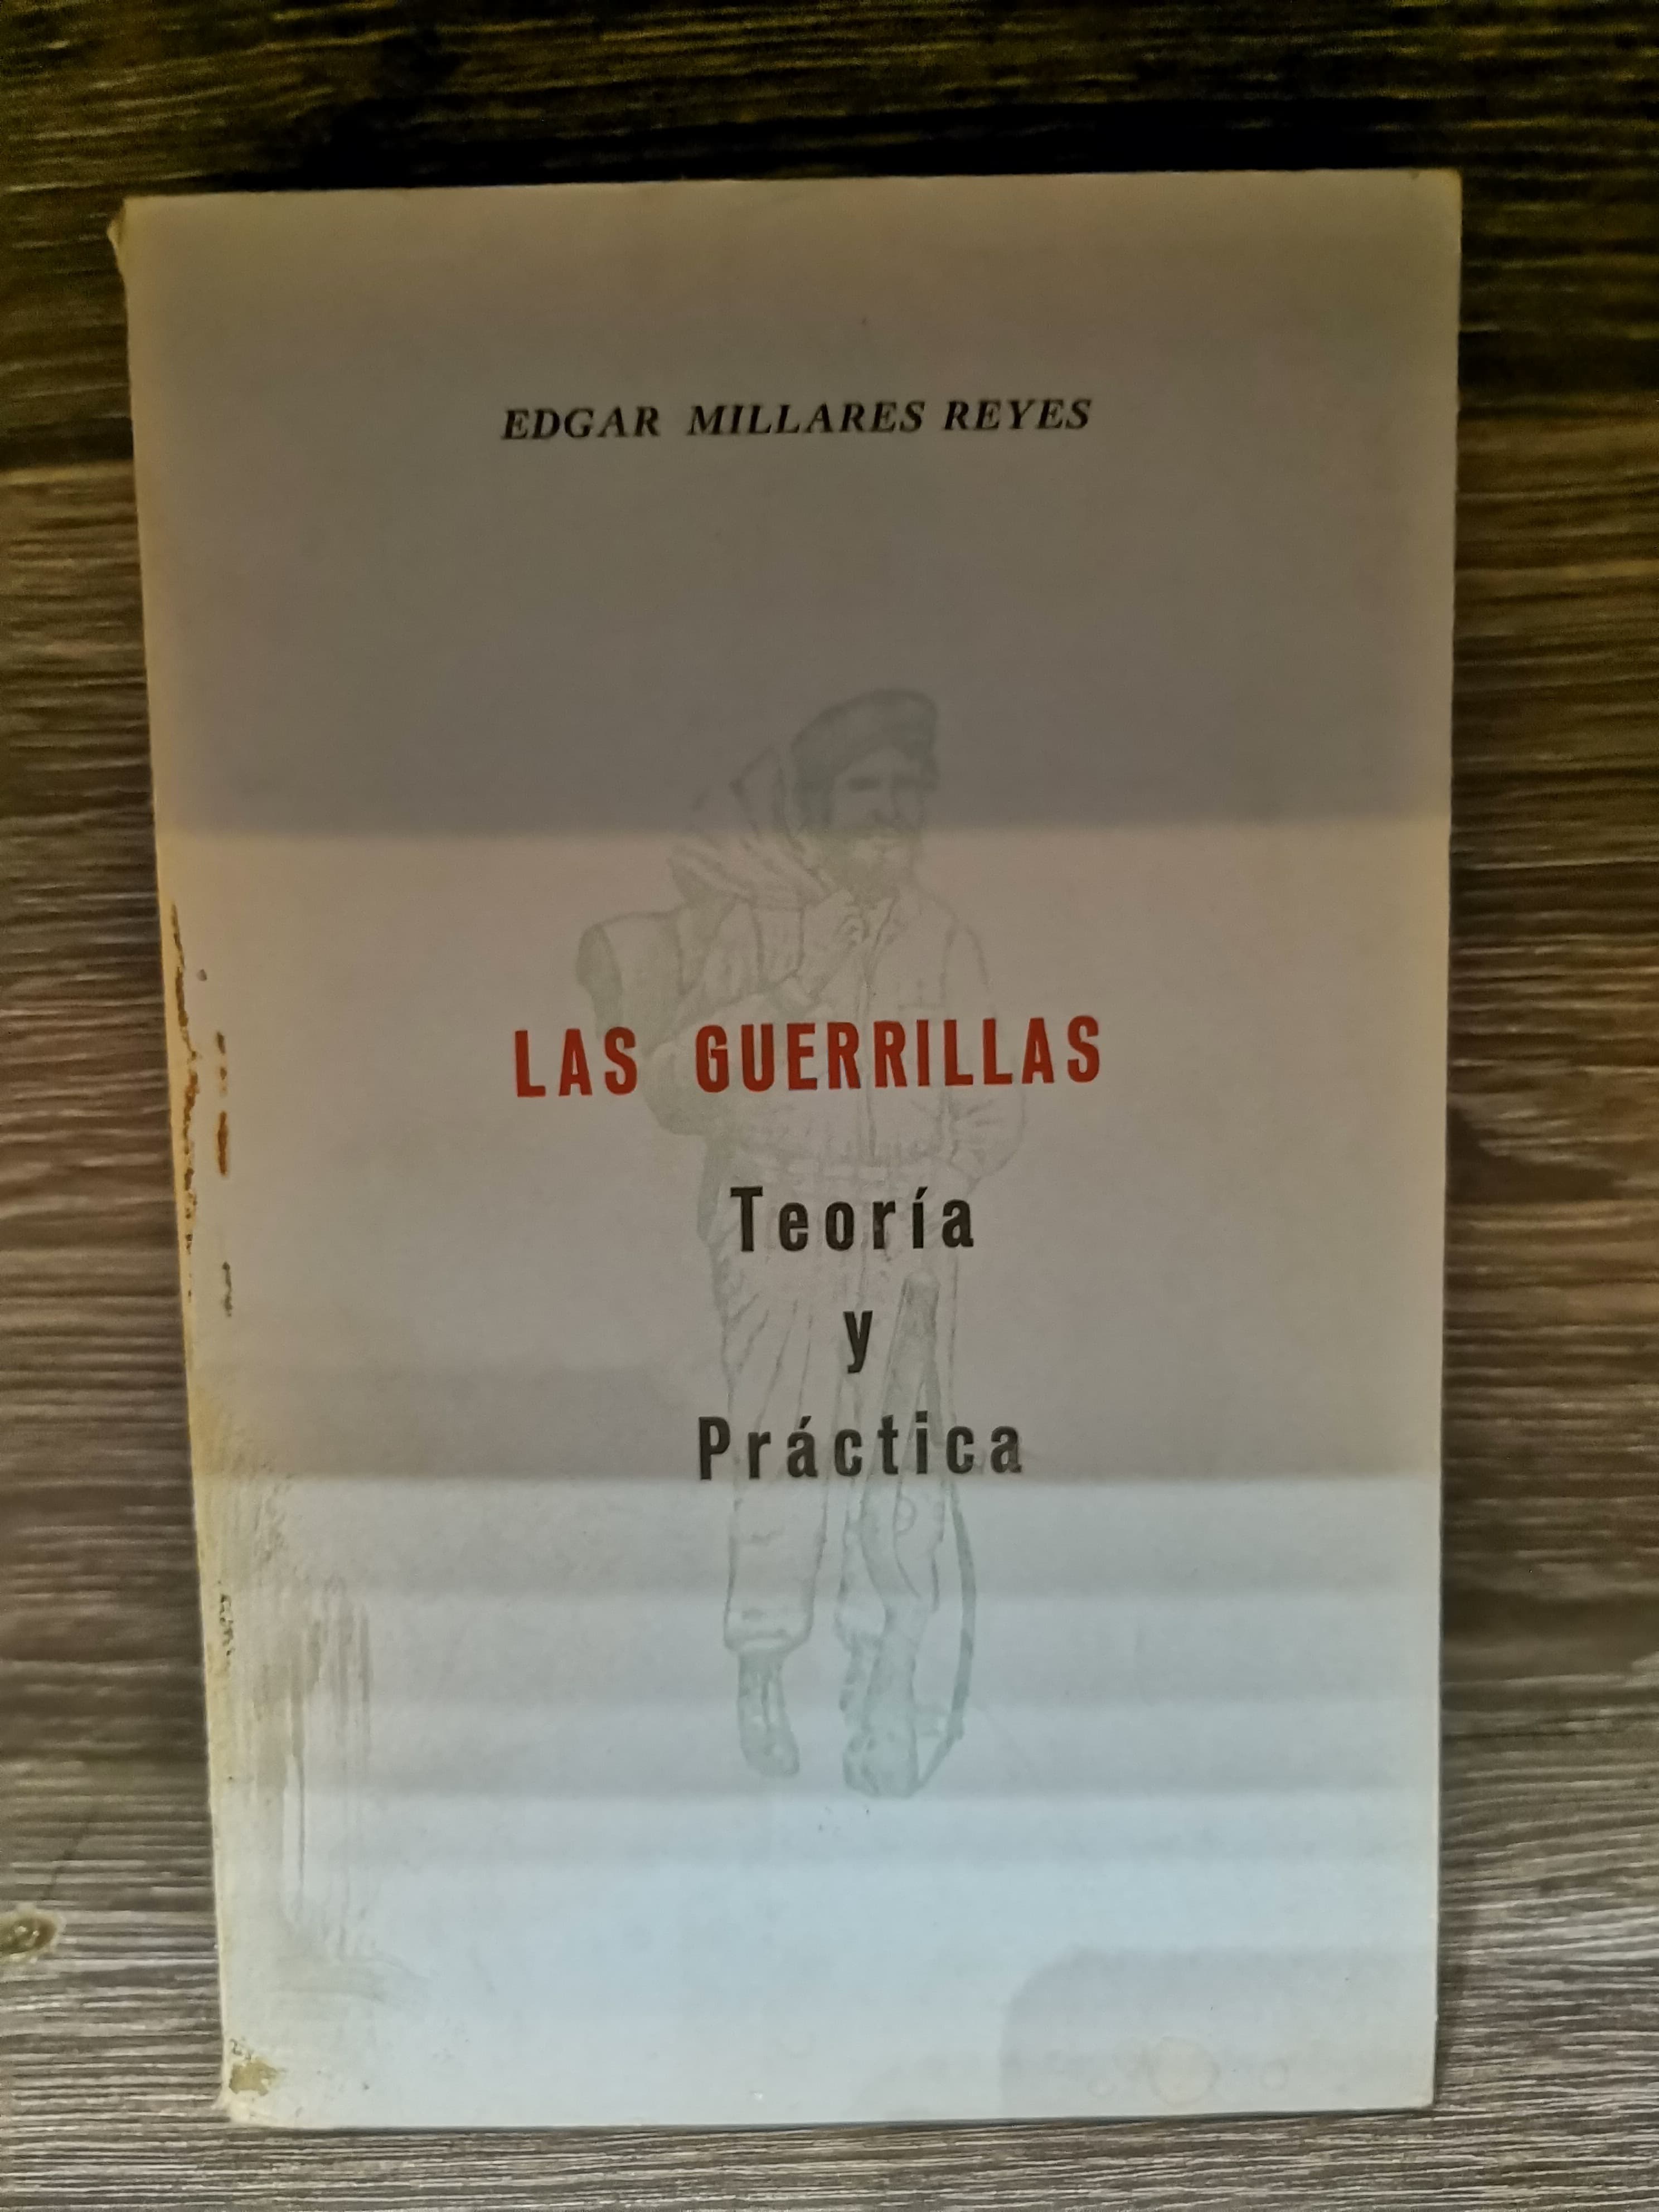 EDGAR MILLARES REYES
LAS GUERRILLAS
Teoría
y
Práctica